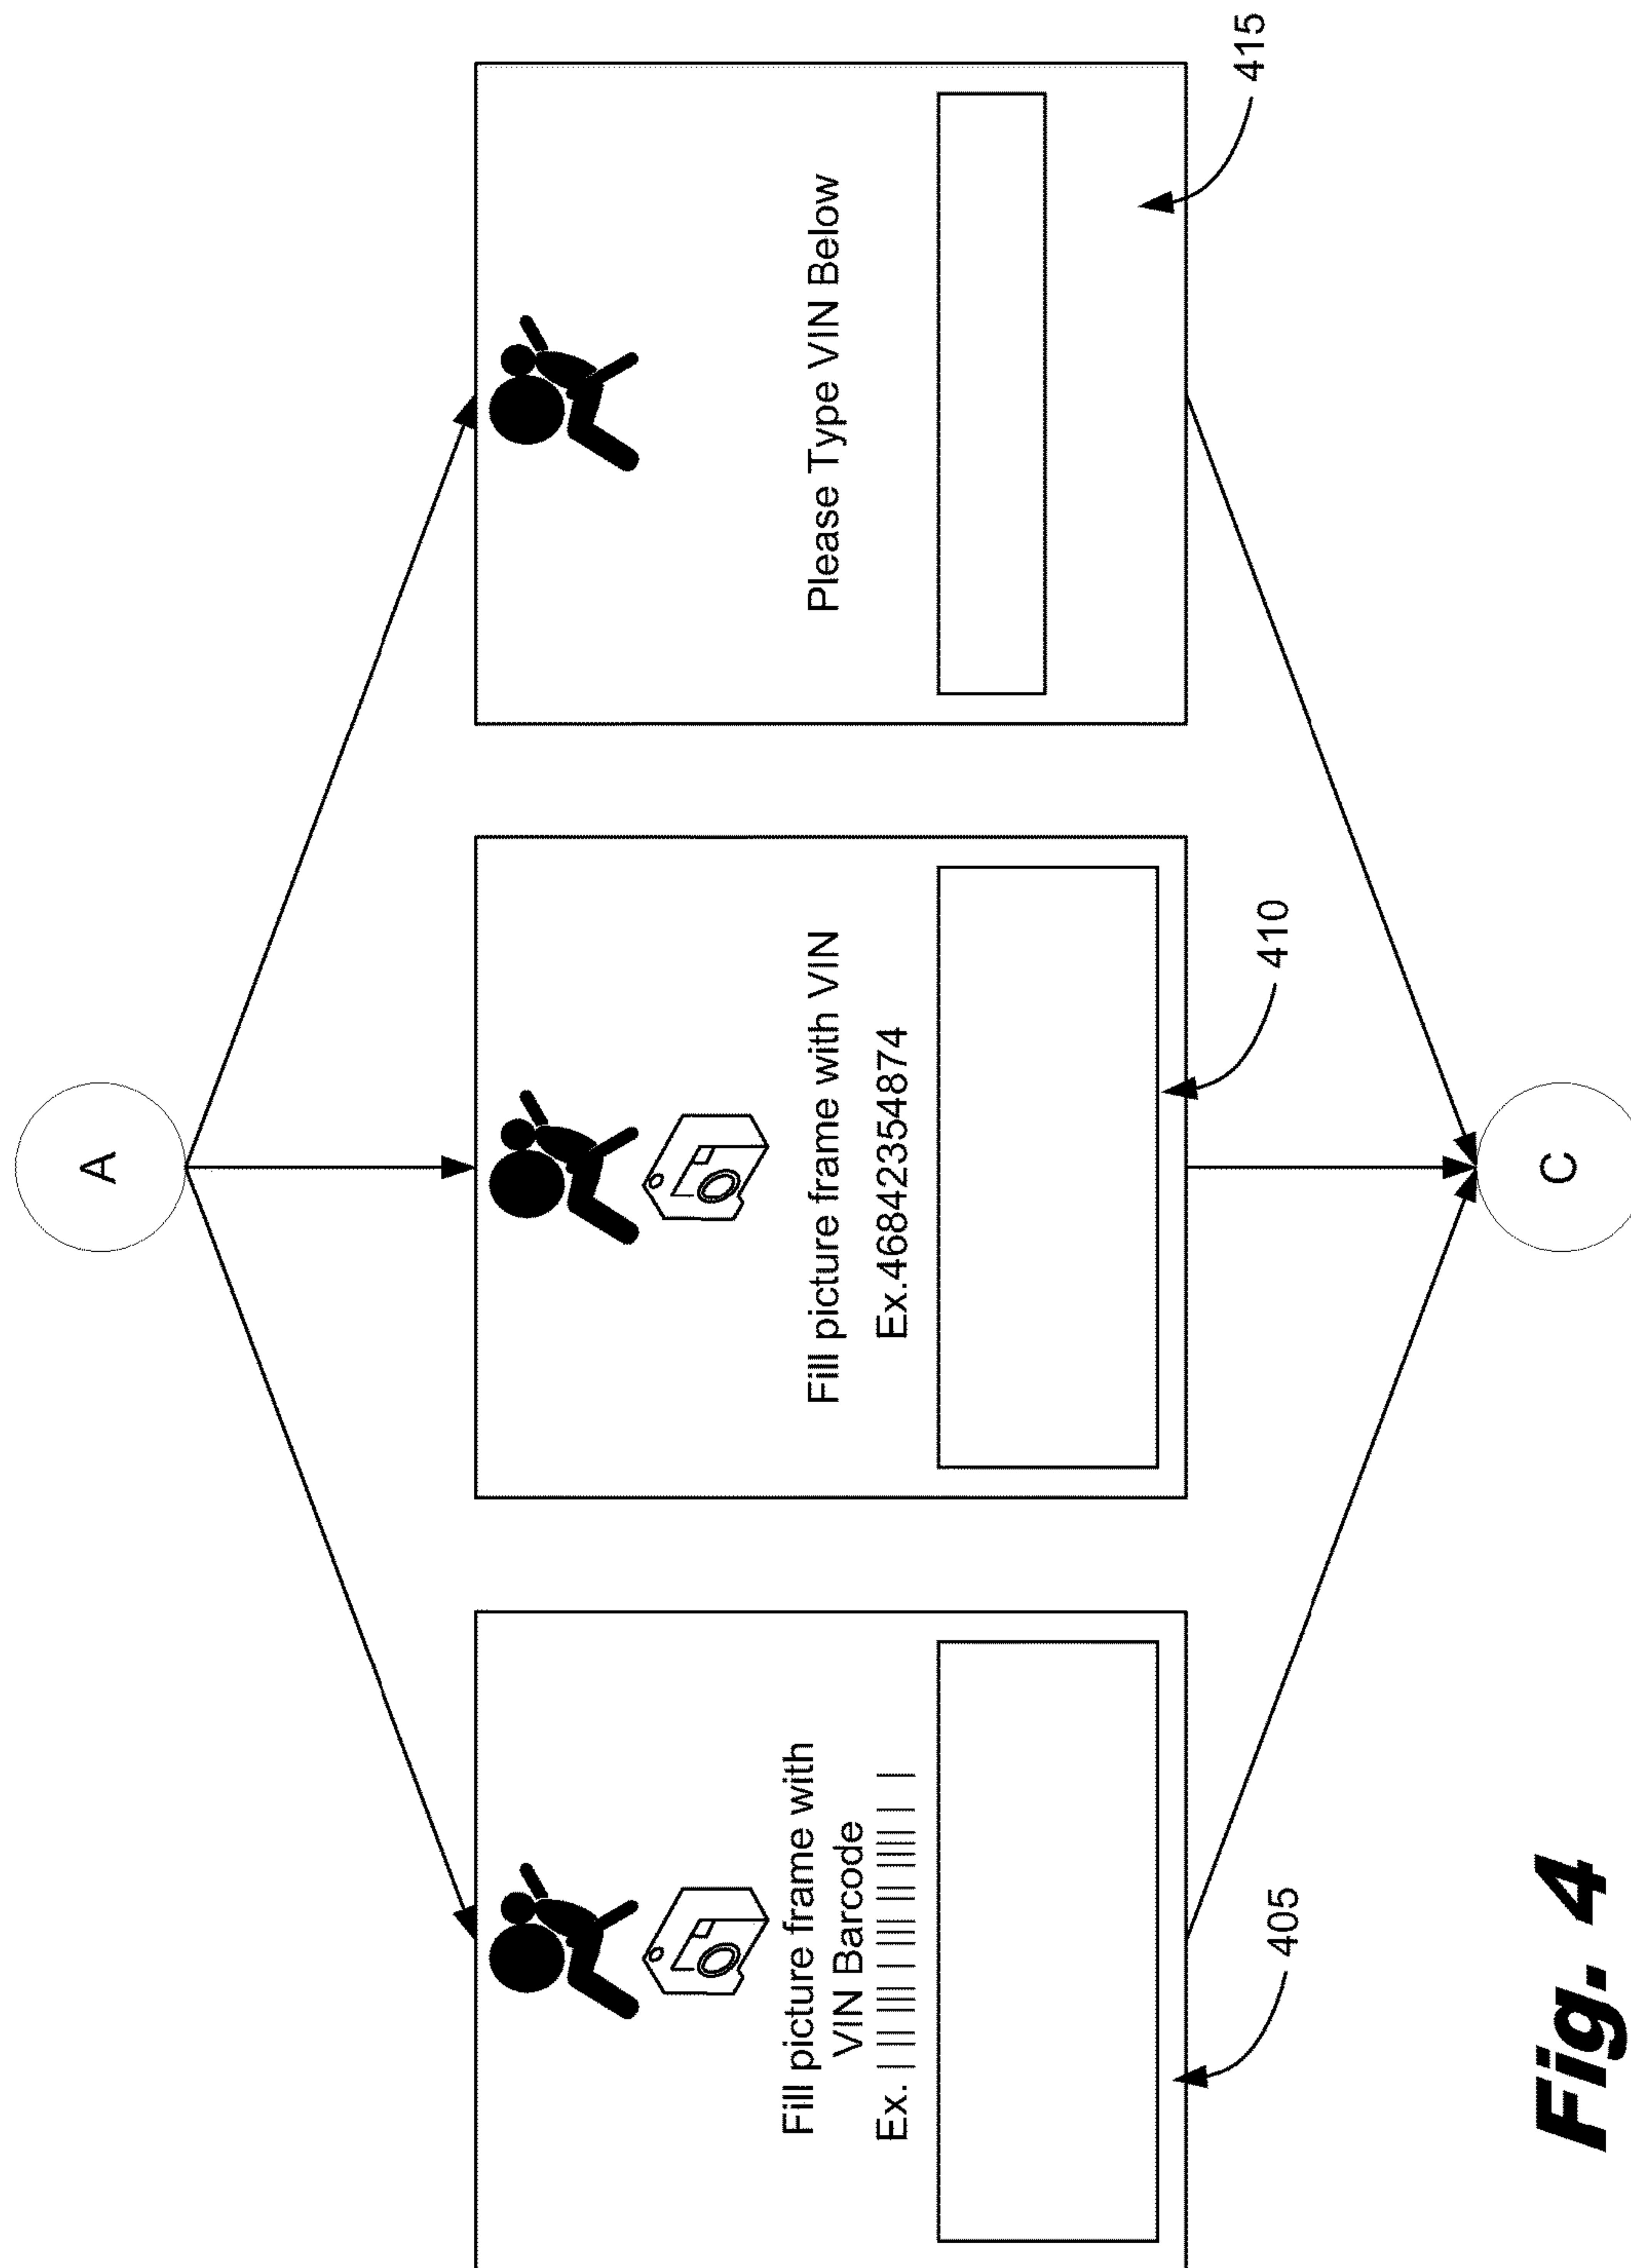 A
Fill picture frame with
VIN Barcode
Ex.
405
Fill picture frame with VIN
Ex.46842354874
410
Please Type VIN Below
415
C
Fig. 4